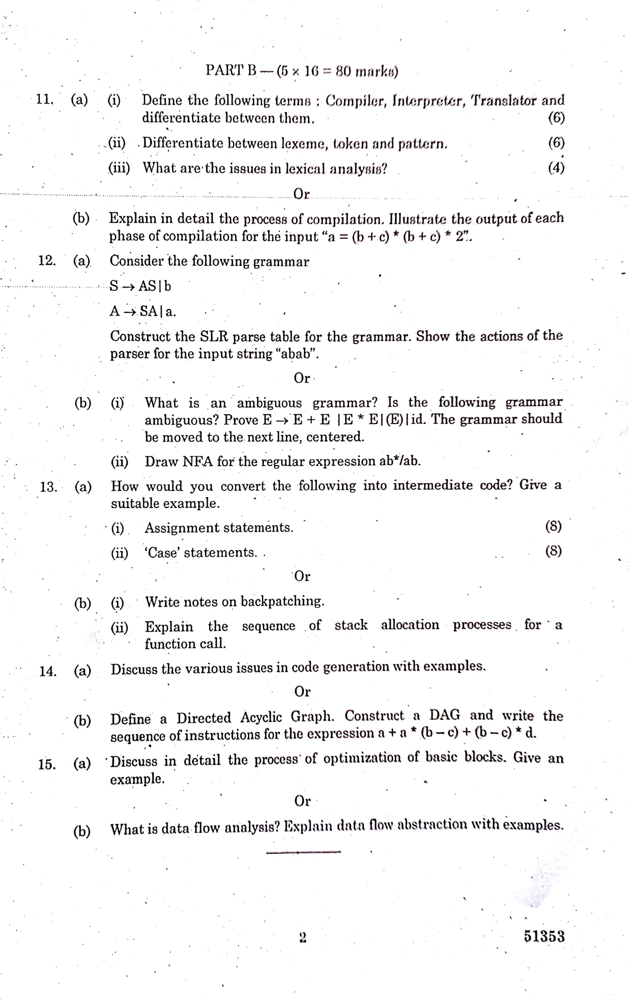 PART B — (5 × 16 = 80 marks)
11. (a) (i) Define the following terms : Compiler, Interpreter, Translator and
differentiate between them. (6)
(ii) Differentiate between lexeme, token and pattern. (6)
(iii) What are the issues in lexical analysis? (4)
Or
(b) Explain in detail the process of compilation. Illustrate the output of each
phase of compilation for the input “a = (b + c) * (b + c) * 2”.
12. (a) Consider the following grammar
S → AS | b
A → SA | a.
Construct the SLR parse table for the grammar. Show the actions of the
parser for the input string “abab”.
Or
(b) (i) What is an ambiguous grammar? Is the following grammar
ambiguous? Prove E → E + E | E * E | (E) | id. The grammar should
be moved to the next line, centered.
(ii) Draw NFA for the regular expression ab*/ab.
13. (a) How would you convert the following into intermediate code? Give a
suitable example.
(i) Assignment statements. (8)
(ii) ‘Case’ statements. (8)
Or
(b) (i) Write notes on backpatching.
(ii) Explain the sequence of stack allocation processes for a
function call.
14. (a) Discuss the various issues in code generation with examples.
Or
(b) Define a Directed Acyclic Graph. Construct a DAG and write the
sequence of instructions for the expression a + a * (b – c) + (b – c) * d.
15. (a) Discuss in detail the process of optimization of basic blocks. Give an
example.
Or
(b) What is data flow analysis? Explain data flow abstraction with examples.
2 51353